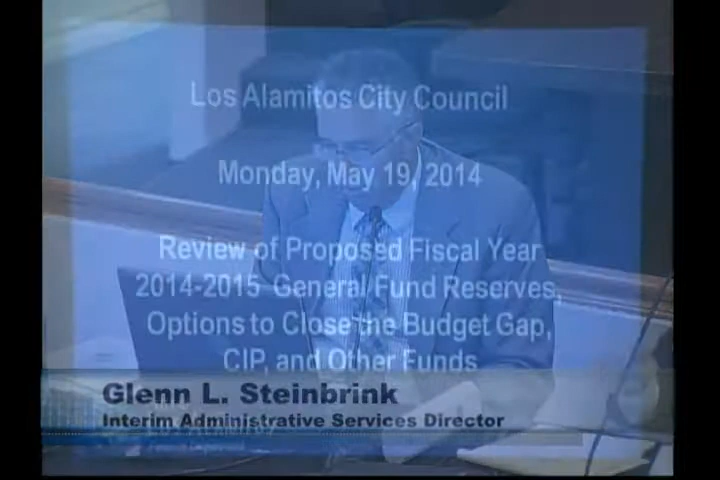 Los Alamitos City Council
Monday, May 19, 2014
Review of Proposed Fiscal Year
2014-2015 General Fund Reserves,
Options to Close the Budget Gap,
CIP, and Other Funds
Glenn L. Steinbrink
Interim Administrative Services Director